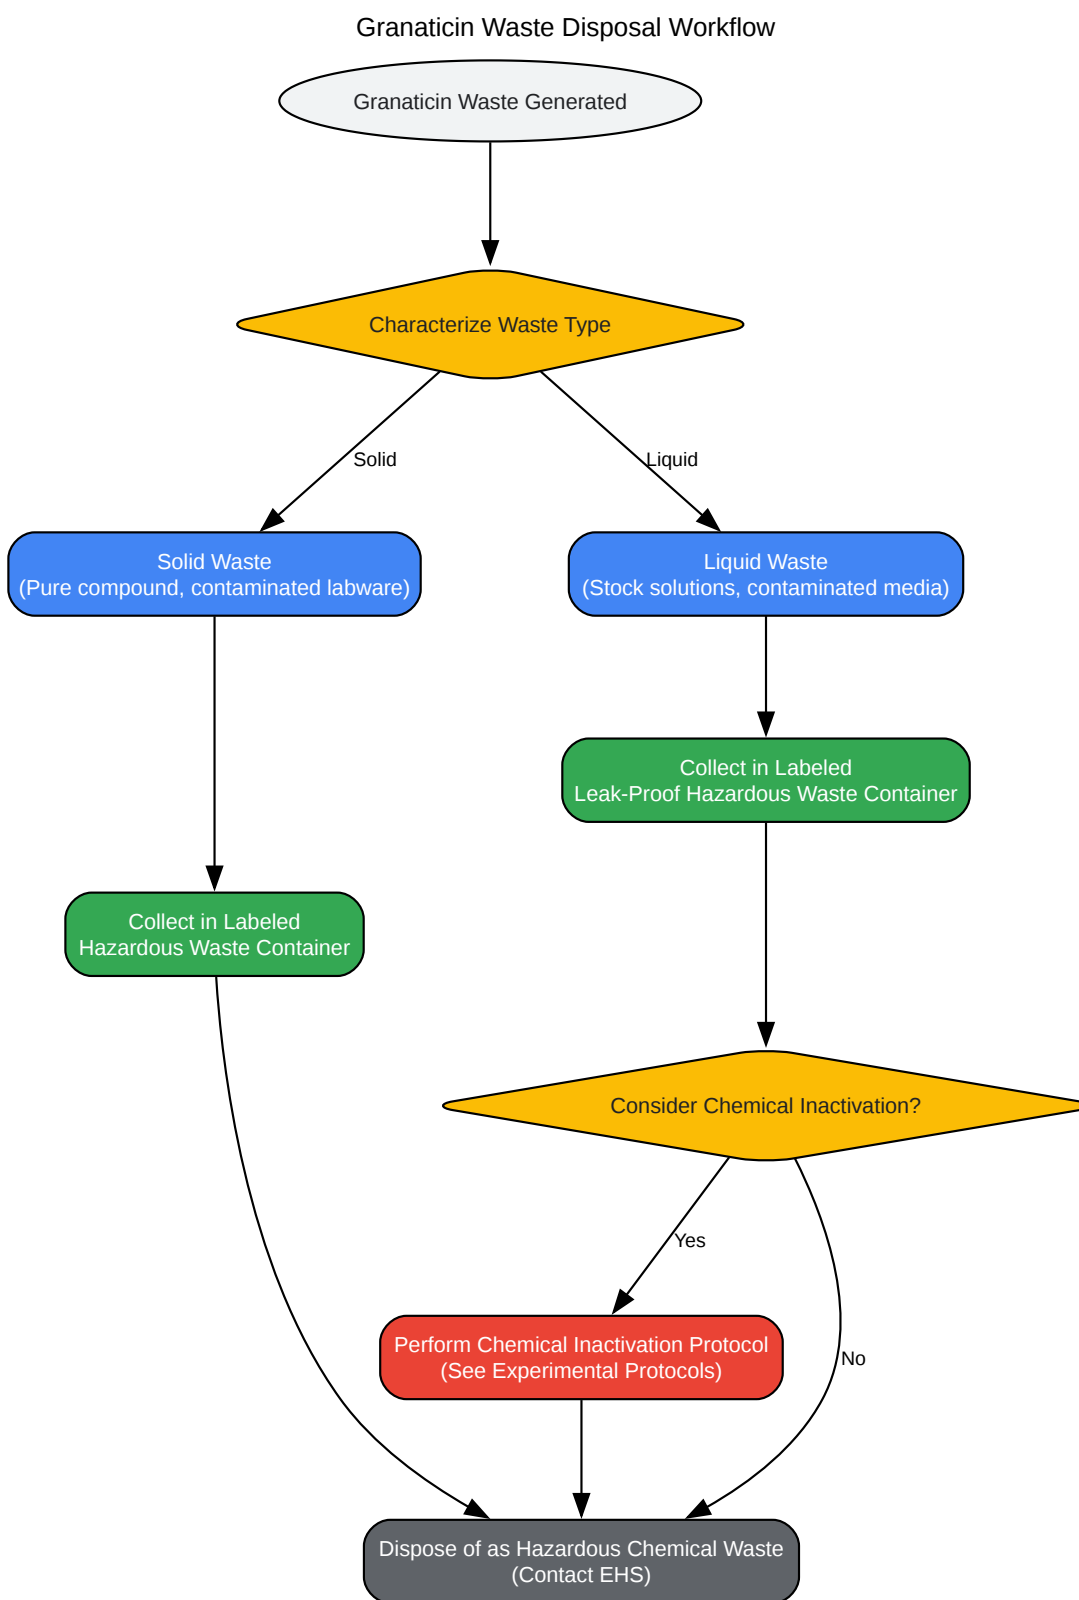 Granaticin Waste Disposal Workflow
Granaticin Waste Generated
Characterize Waste Type
Solid
Liquid
Solid Waste
(Pure compound, contaminated labware)
Liquid Waste
(Stock solutions, contaminated media)
Collect in Labeled
Leak-Proof Hazardous Waste Container
Collect in Labeled
Hazardous Waste Container
Consider Chemical Inactivation?
Yes
No
Perform Chemical Inactivation Protocol
(See Experimental Protocols)
Dispose of as Hazardous Chemical Waste
(Contact EHS)